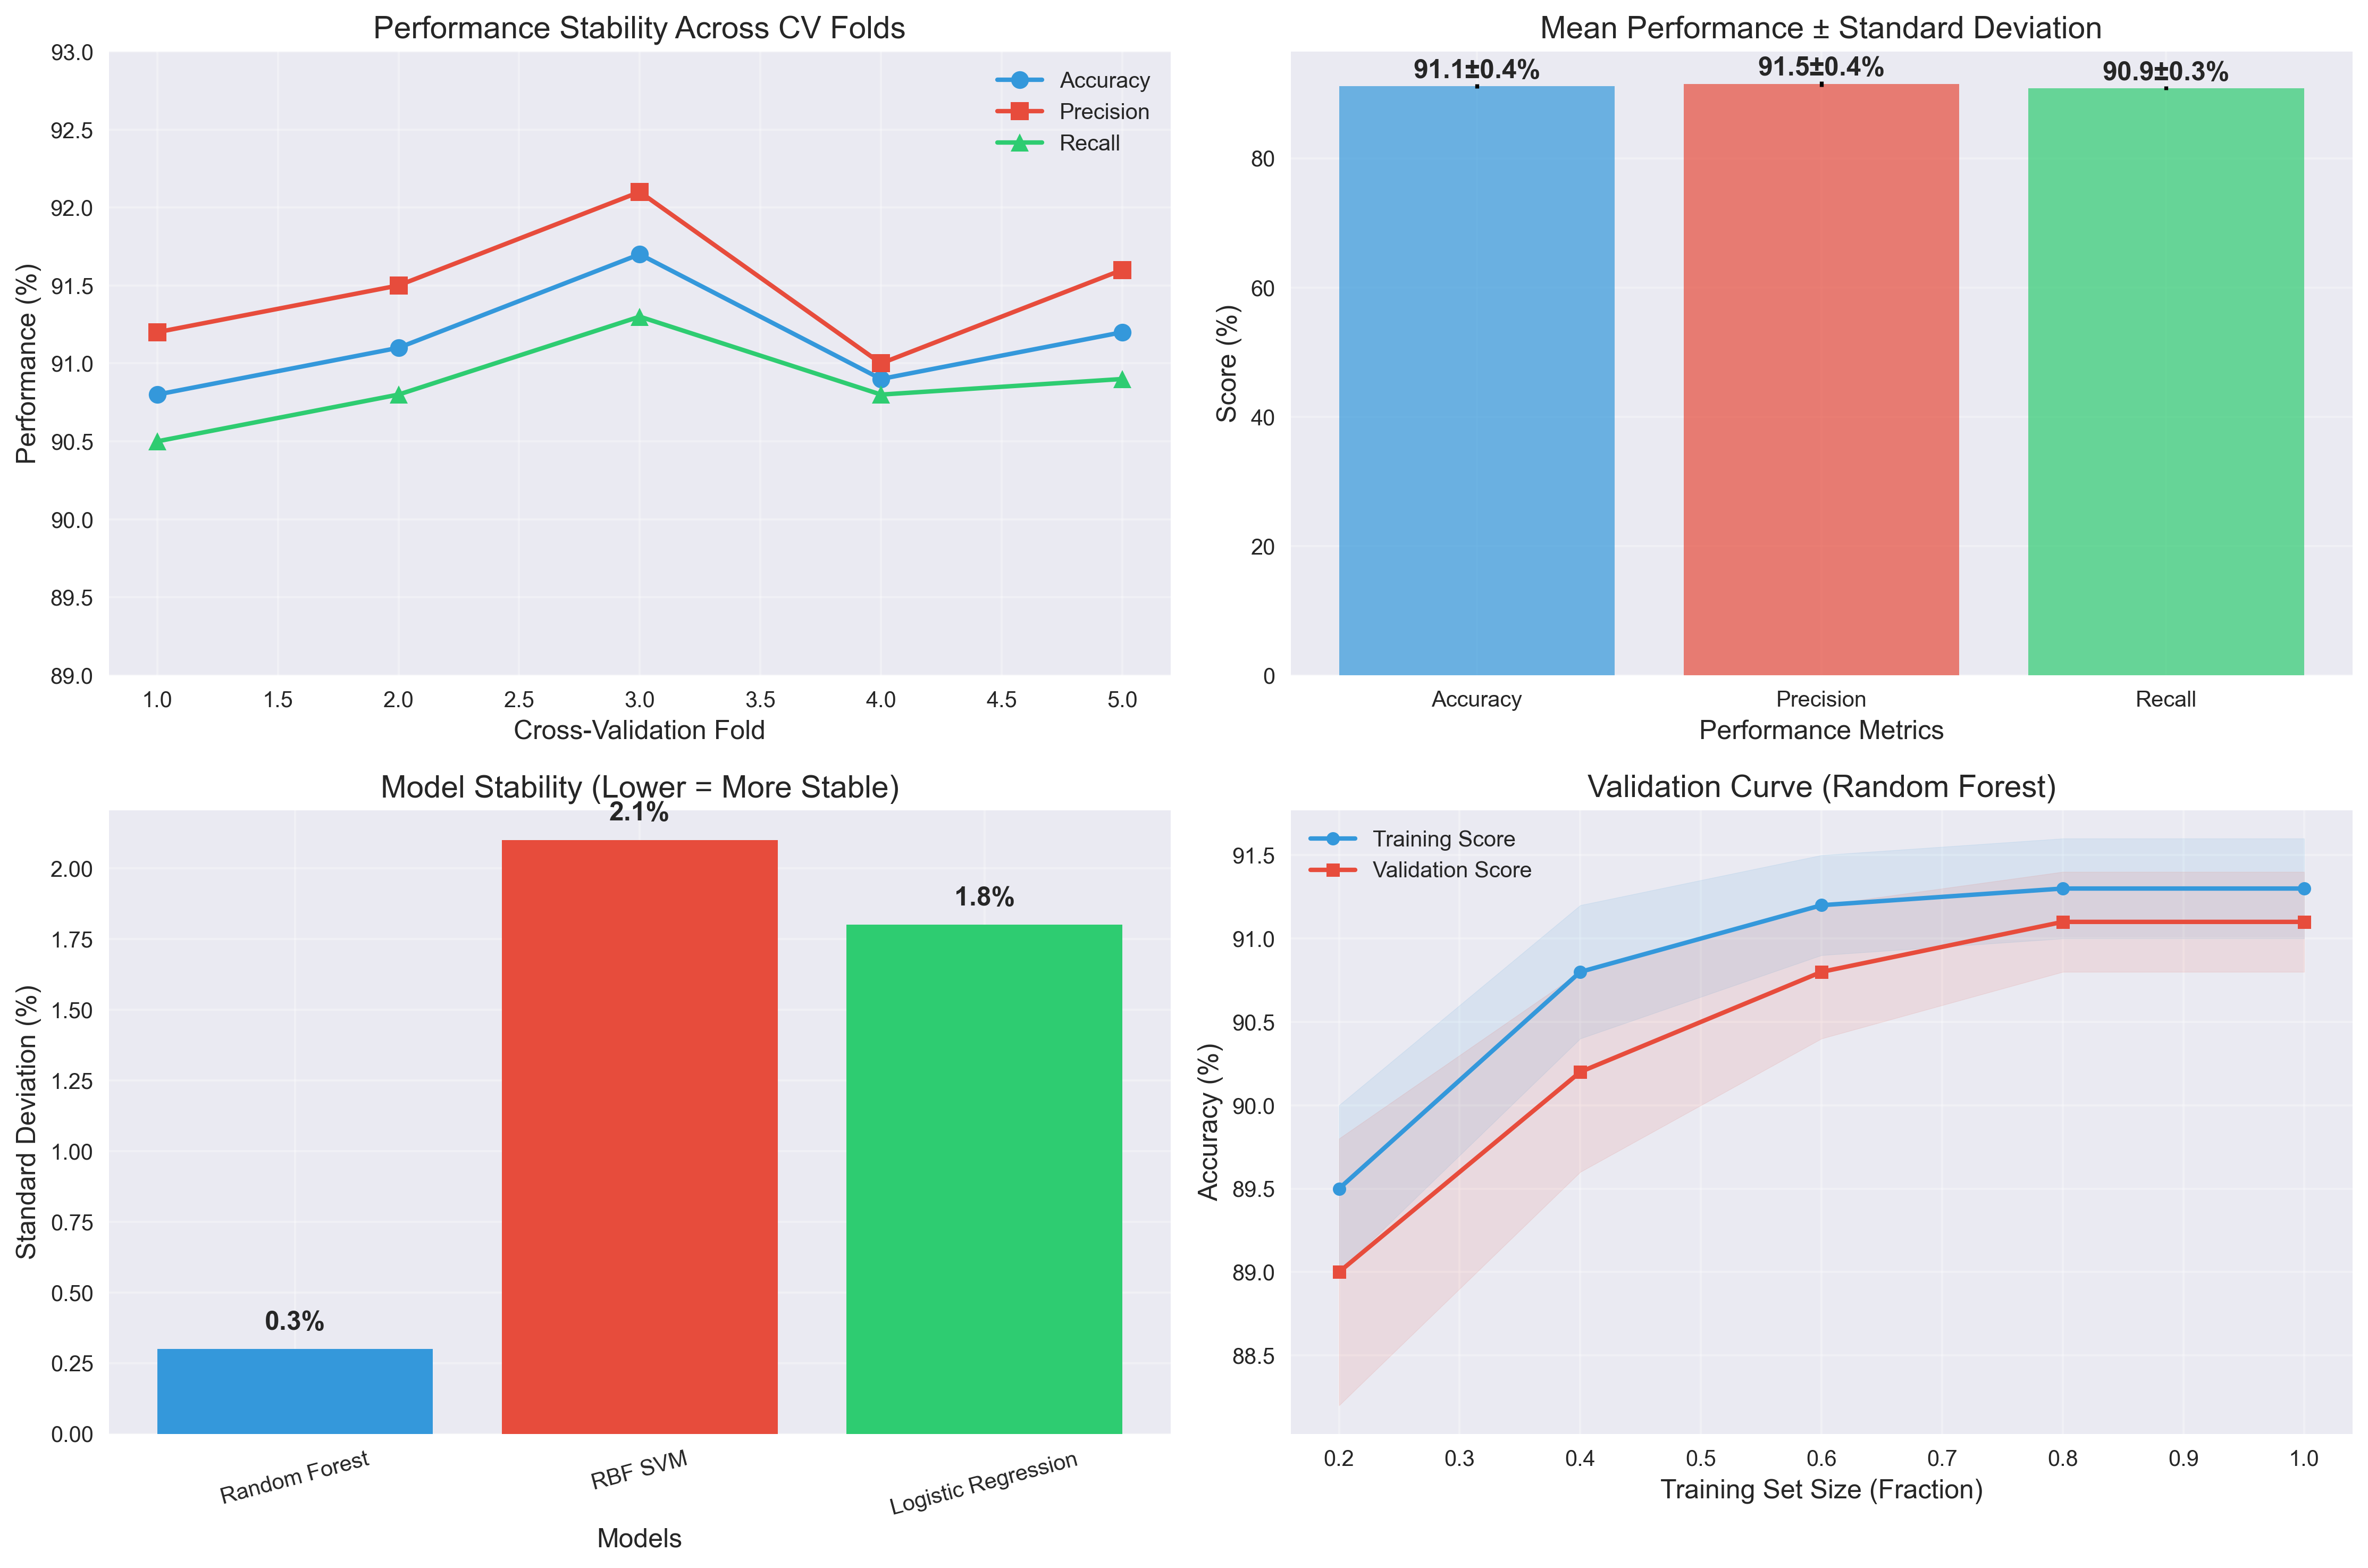 Performance Stability Across CV Folds
93.0
92.5
92.0
91.5
91.0
90.5
90.0
89.5
89.0
Performance (%)
Accuracy
Precision
Recall
1.0 1.5 2.0 2.5 3.0 3.5 4.0 4.5 5.0
Cross-Validation Fold
Mean Performance ± Standard Deviation
91.1±0.4% 91.5±0.4% 90.9±0.3%
80
60
40
20
0
Score (%)
Accuracy Precision Recall
Performance Metrics
Model Stability (Lower = More Stable)
2.1%
1.8%
0.3%
2.00
1.75
1.50
1.25
1.00
0.75
0.50
0.25
0.00
Standard Deviation (%)
Random Forest RBF SVM Logistic Regression
Models
Validation Curve (Random Forest)
Training Score
Validation Score
91.5
91.0
90.5
90.0
89.5
89.0
88.5
Accuracy (%)
0.2 0.3 0.4 0.5 0.6 0.7 0.8 0.9 1.0
Training Set Size (Fraction)